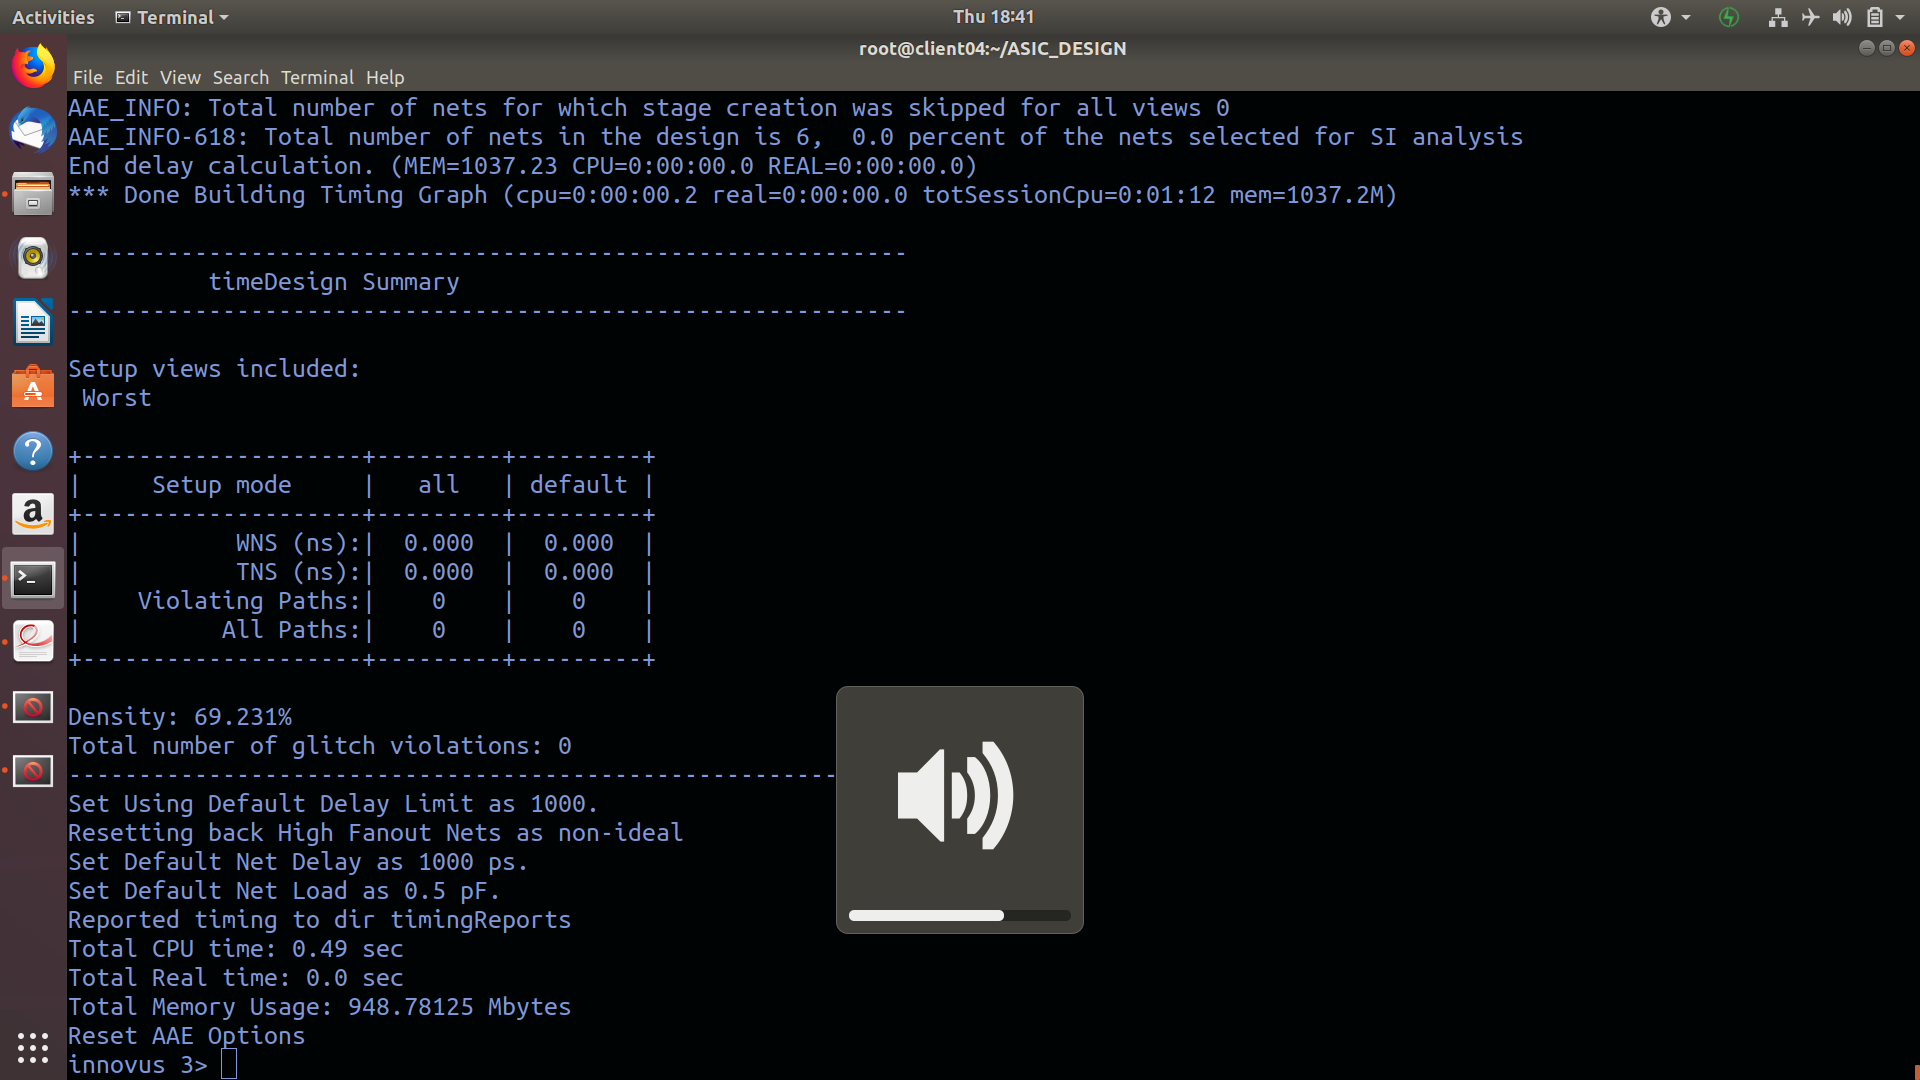 Activities Terminal Thu 18:41
root@client04:~/ASIC_DESIGN
File Edit View Search Terminal Help
AAE_INFO: Total number of nets for which stage creation was skipped for all views 0
AAE_INFO-618: Total number of nets in the design is 6,  0.0 percent of the nets selected for SI analysis
End delay calculation. (MEM=1037.23 CPU=0:00:00.0 REAL=0:00:00.0)
*** Done Building Timing Graph (cpu=0:00:00.2 real=0:00:00.0 totSessionCpu=0:01:12 mem=1037.2M)
------------------------------------------------------------
          timeDesign Summary
------------------------------------------------------------
Setup views included:
 Worst
+--------------------+---------+---------+
|     Setup mode     |   all   | default |
+--------------------+---------+---------+
|           WNS (ns):|  0.000  |  0.000  |
|           TNS (ns):|  0.000  |  0.000  |
|    Violating Paths:|    0    |    0    |
|          All Paths:|    0    |    0    |
+--------------------+---------+---------+
Density: 69.231%
Total number of glitch violations: 0
-------------------------------------------------------
Set Using Default Delay Limit as 1000.
Resetting back High Fanout Nets as non-ideal
Set Default Net Delay as 1000 ps.
Set Default Net Load as 0.5 pF.
Reported timing to dir timingReports
Total CPU time: 0.49 sec
Total Real time: 0.0 sec
Total Memory Usage: 948.78125 Mbytes
Reset AAE Options
innovus 3>